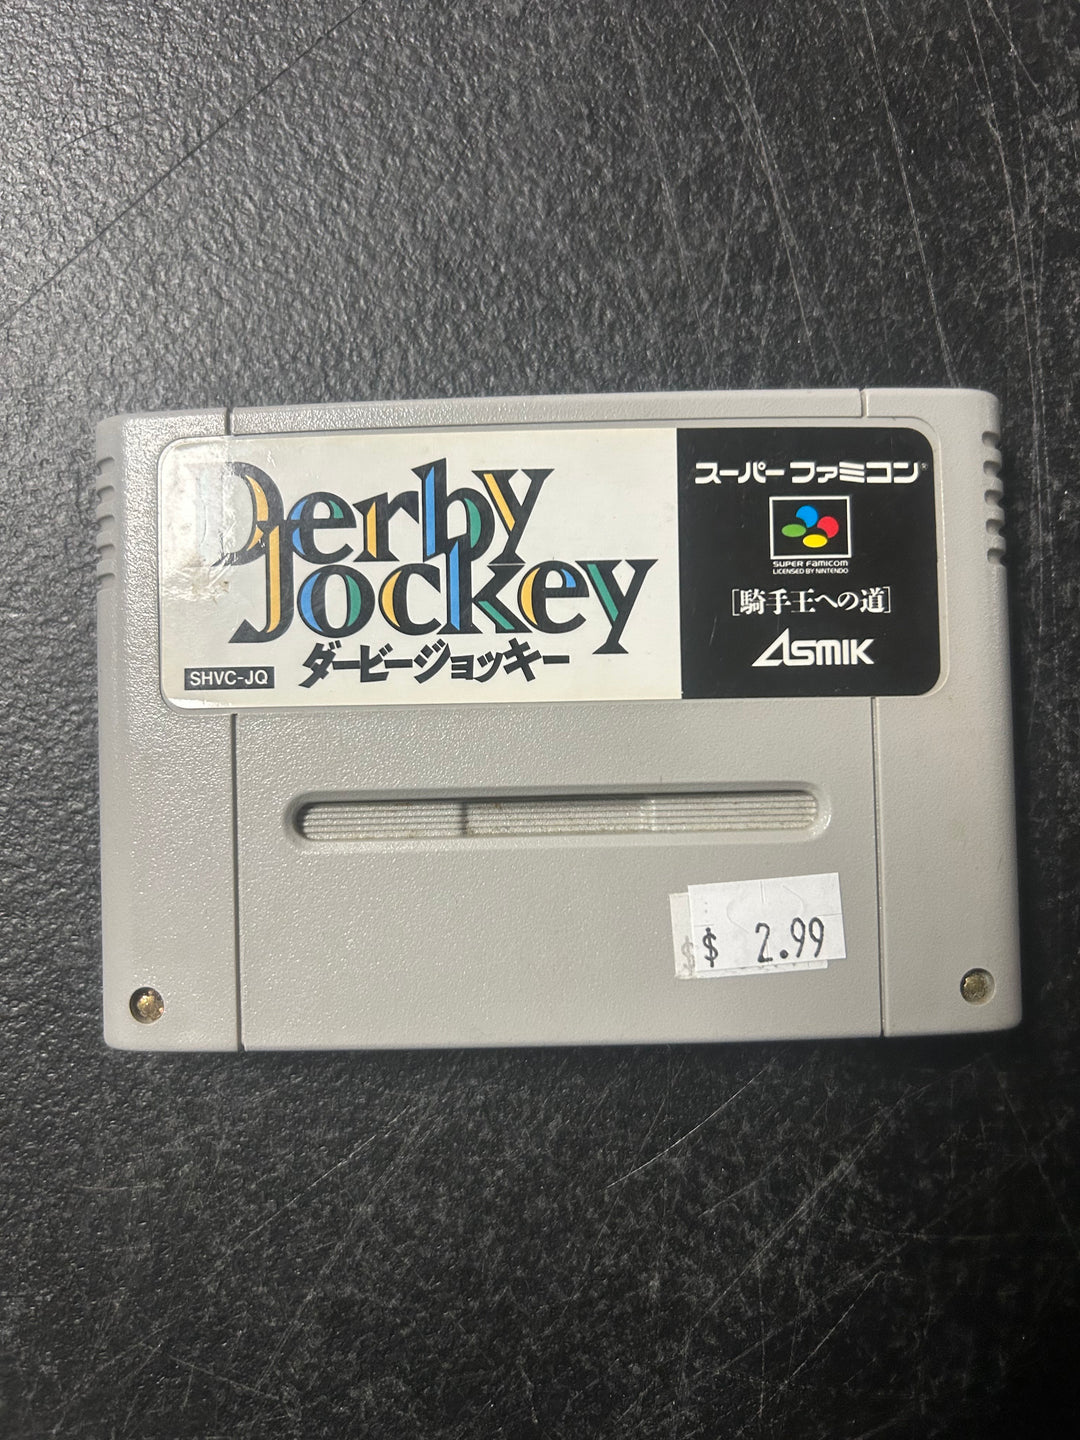 Derby
Jockey
ダービージョッキー
SHVC-JQ
スーパーファミコン®
SUPER FAMICOM
LICENSED BY NINTENDO
[騎手王への道]
ASMIK
$ $ 2.99